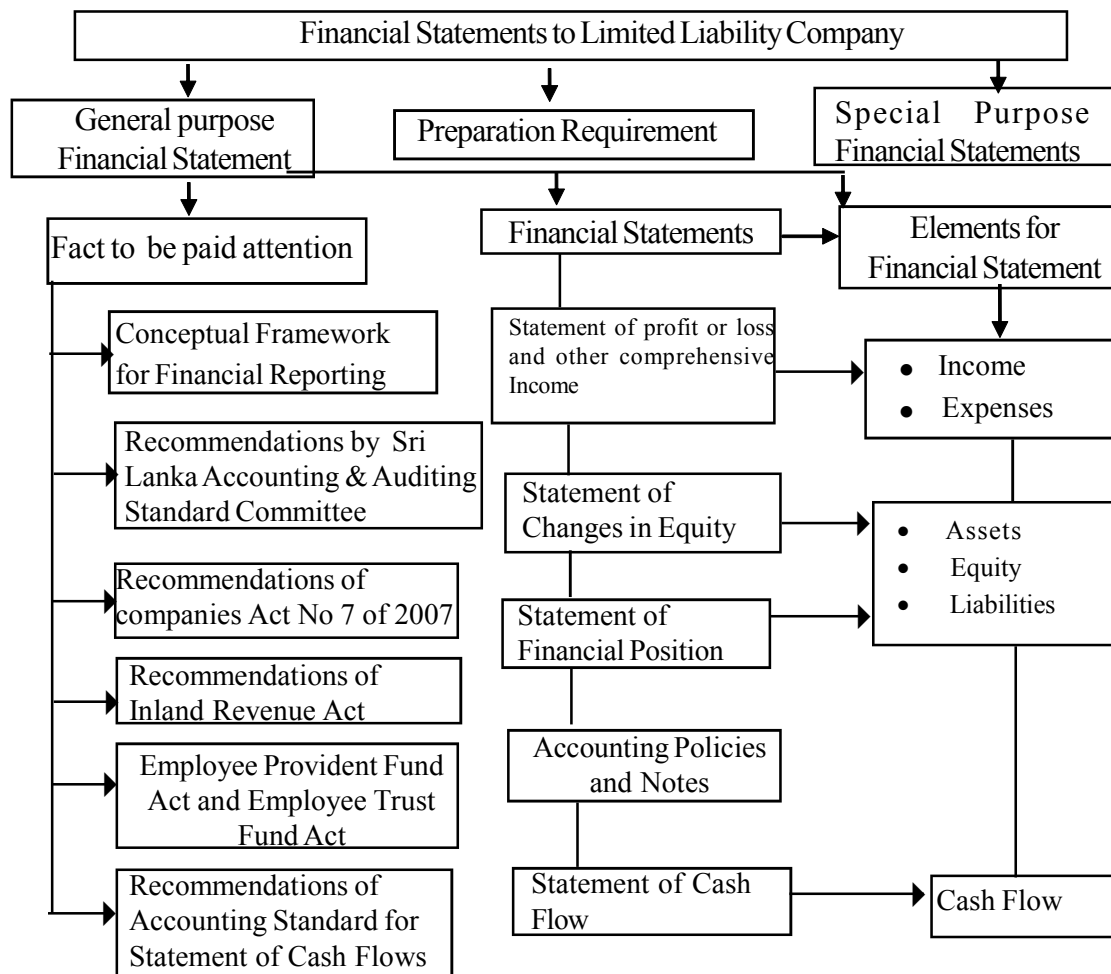 Financial Statements to Limited Liability Company
General purpose
Financial Statement
Preparation Requirement
Special Purpose
Financial Statements
Fact to be paid attention
Financial Statements
Elements for
Financial Statement
Conceptual Framework
for Financial Reporting
Statement of profit or loss
and other comprehensive
Income
• Income
• Expenses
Recommendations by Sri
Lanka Accounting & Auditing
Standard Committee
Statement of
Changes in Equity
• Assets
• Equity
• Liabilities
Recommendations of
companies Act No 7 of 2007
Statement of
Financial Position
Recommendations of
Inland Revenue Act
Accounting Policies
and Notes
Employee Provident Fund
Act and Employee Trust
Fund Act
Statement of Cash
Flow
Cash Flow
Recommendations of
Accounting Standard for
Statement of Cash Flows